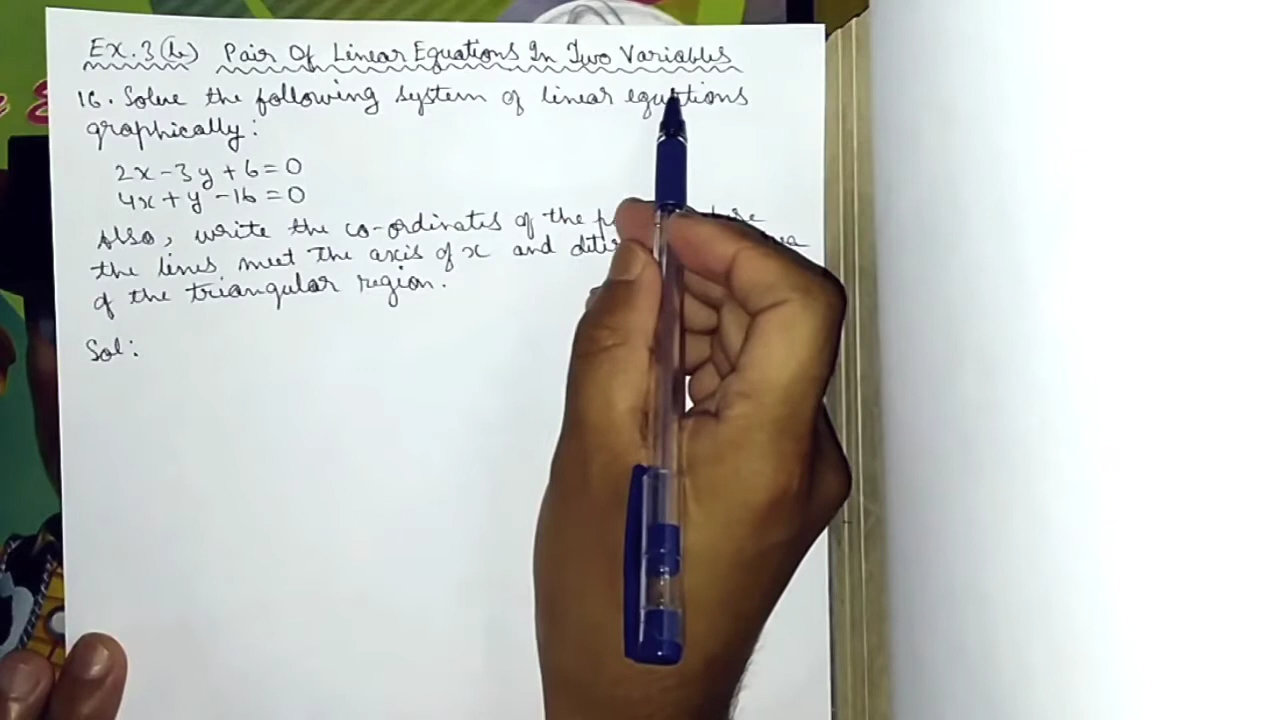 Ex. 3(b) Pair Of Linear Equations In Two Variables
16. Solve the following system of linear equations
graphically:
2x - 3y + 6 = 0
4x + y - 16 = 0
Also, write the co-ordinates of the
the lines meet the axis of x and
of the triangular region.
Sol: